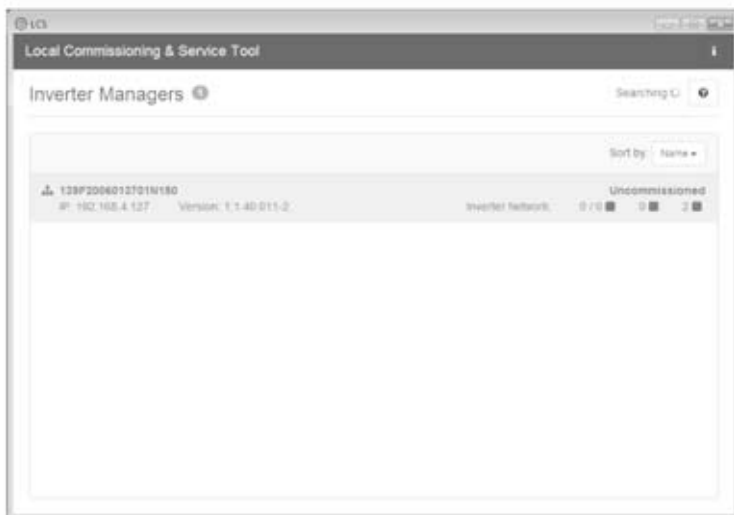 LCS
Local Commissioning & Service Tool
Inverter Managers
Searching
Sort by: Name
139F2006013701N150
Uncommissioned
IP: 192.168.4.127 Version: 1.1.40.011-2 Inverter Network: 0 / 0 0 2